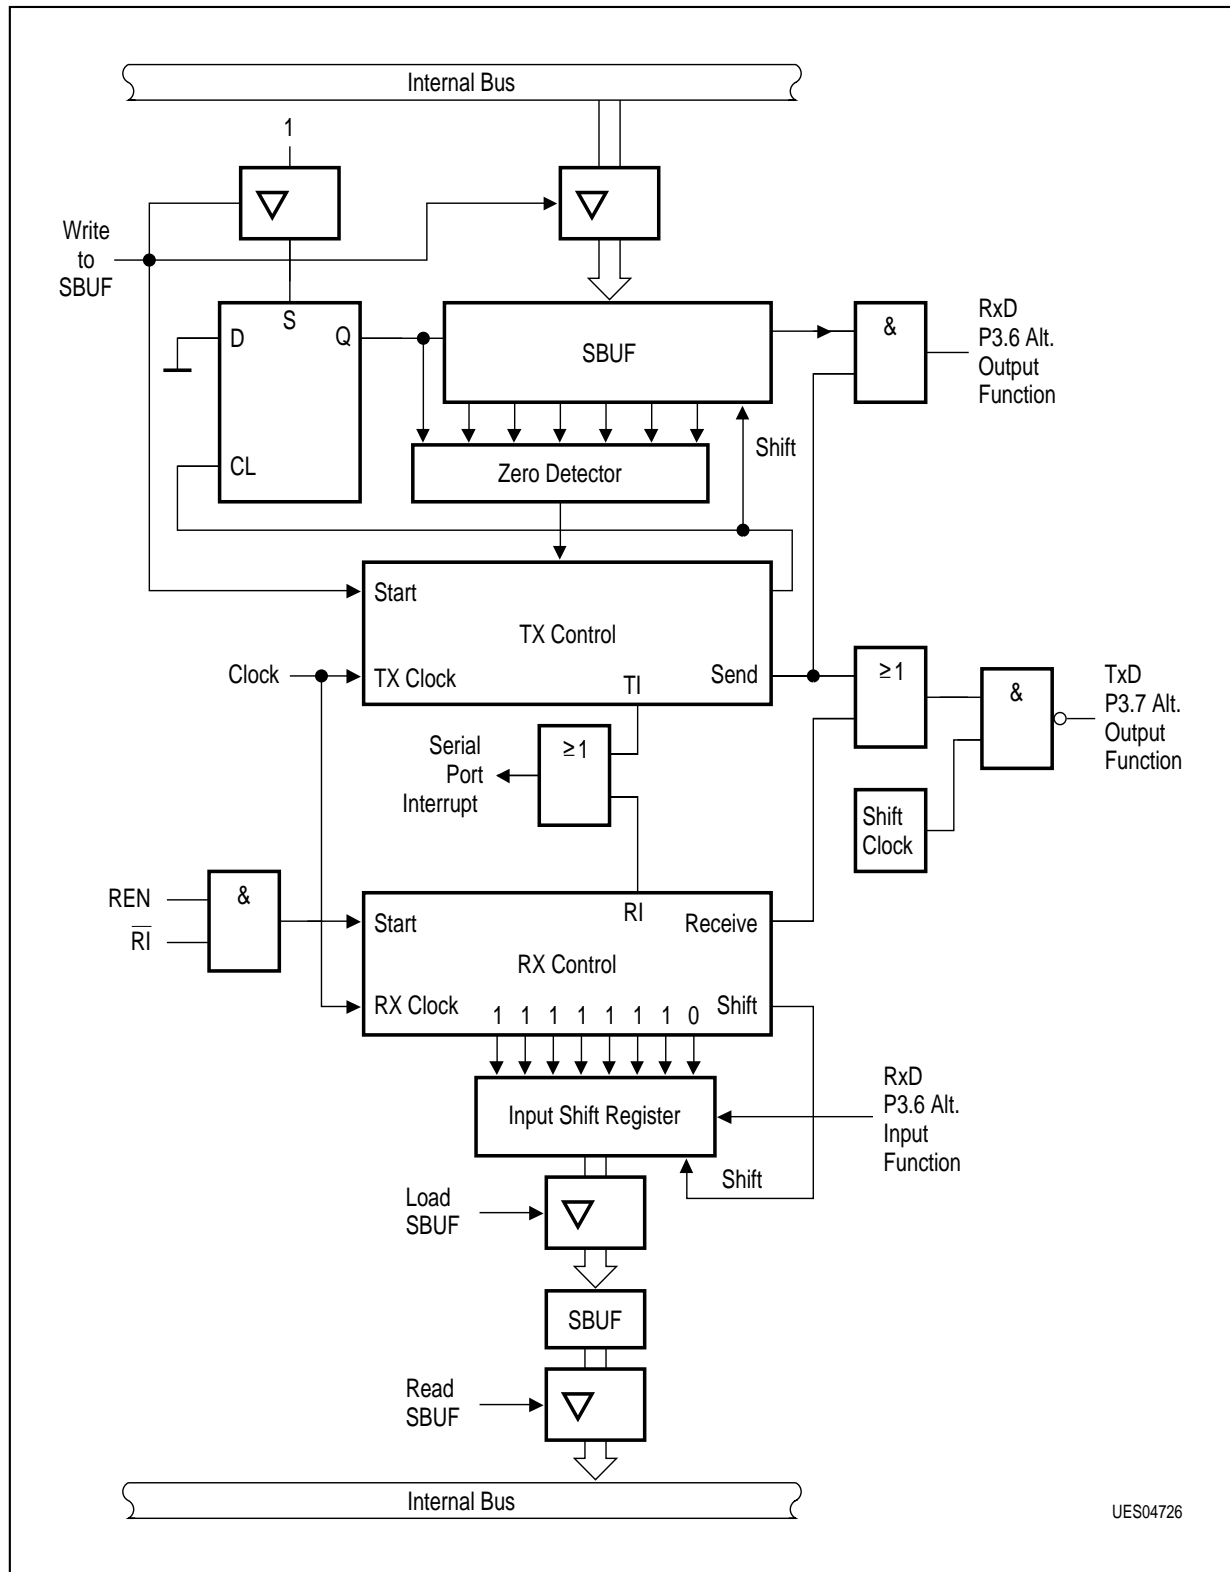 Internal Bus
1
Write
to
SBUF
S
D
Q
CL
SBUF
&
RxD
P3.6 Alt.
Output
Function
Shift
Zero Detector
Start
TX Control
Clock
TX Clock
TI
Send
≥1
&
TxD
P3.7 Alt.
Output
Function
Serial
Port
Interrupt
≥1
Shift
Clock
REN
R̅I̅
&
Start
RI
Receive
RX Control
RX Clock
1 1 1 1 1 1 1 0
Shift
Input Shift Register
RxD
P3.6 Alt.
Input
Function
Shift
Load
SBUF
SBUF
Read
SBUF
Internal Bus
UES04726